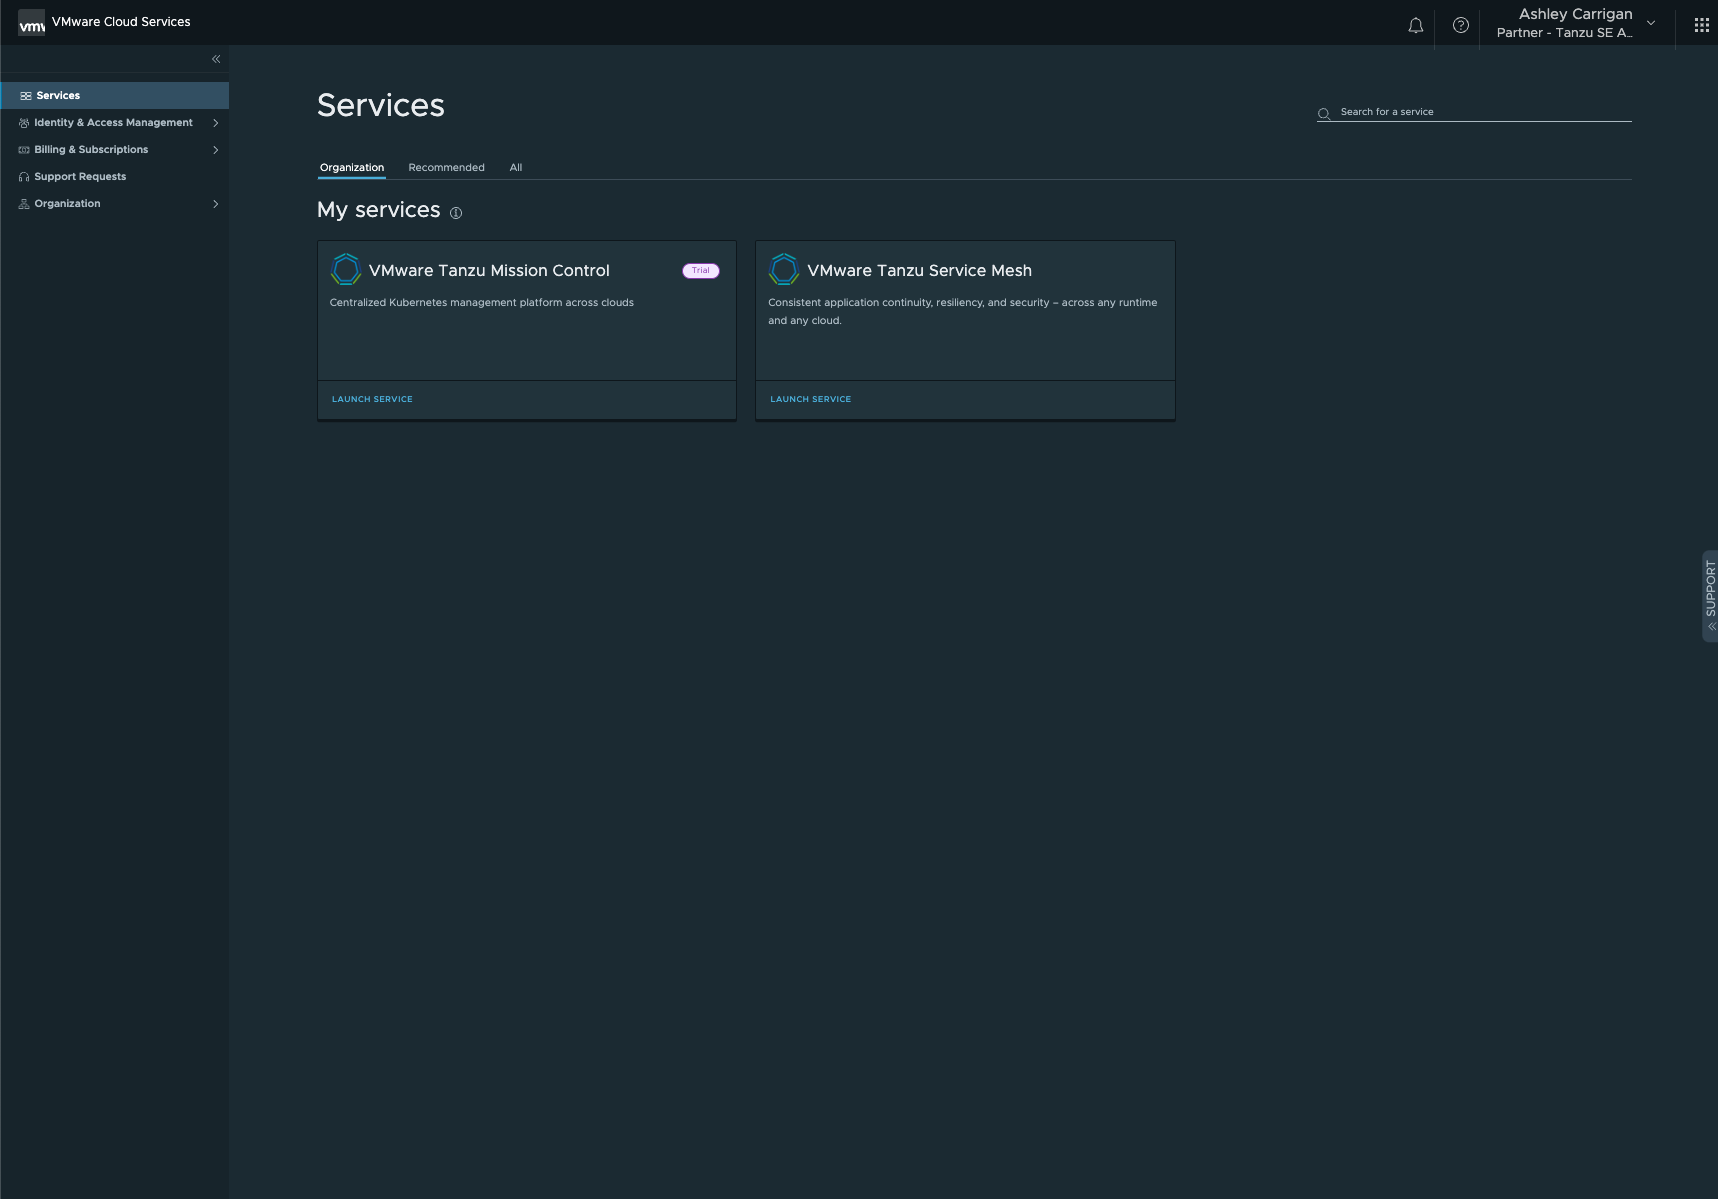 vmw
VMware Cloud Services
Ashley Carrigan
Partner - Tanzu SE A...
Services
Identity & Access Management
Billing & Subscriptions
Support Requests
Organization
Services
Search for a service
Organization
Recommended
All
My services
VMware Tanzu Mission Control
Trial
Centralized Kubernetes management platform across clouds
LAUNCH SERVICE
VMware Tanzu Service Mesh
Consistent application continuity, resiliency, and security – across any runtime
and any cloud.
LAUNCH SERVICE
SUPPORT